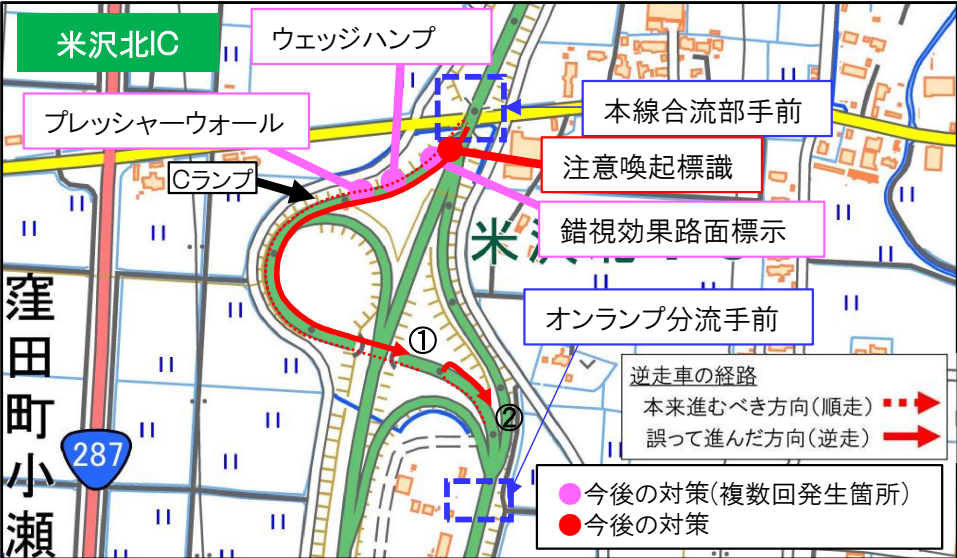 米沢北IC
ウェッジハンプ
プレッシャーウォール
本線合流部手前
注意喚起標識
Cランプ
錯視効果路面標示
米沢
オンランプ分流手前
①
②
窪田町小瀬
287
逆走車の経路
本来進むべき方向(順走)
誤って進んだ方向(逆走)
今後の対策(複数回発生箇所)
今後の対策